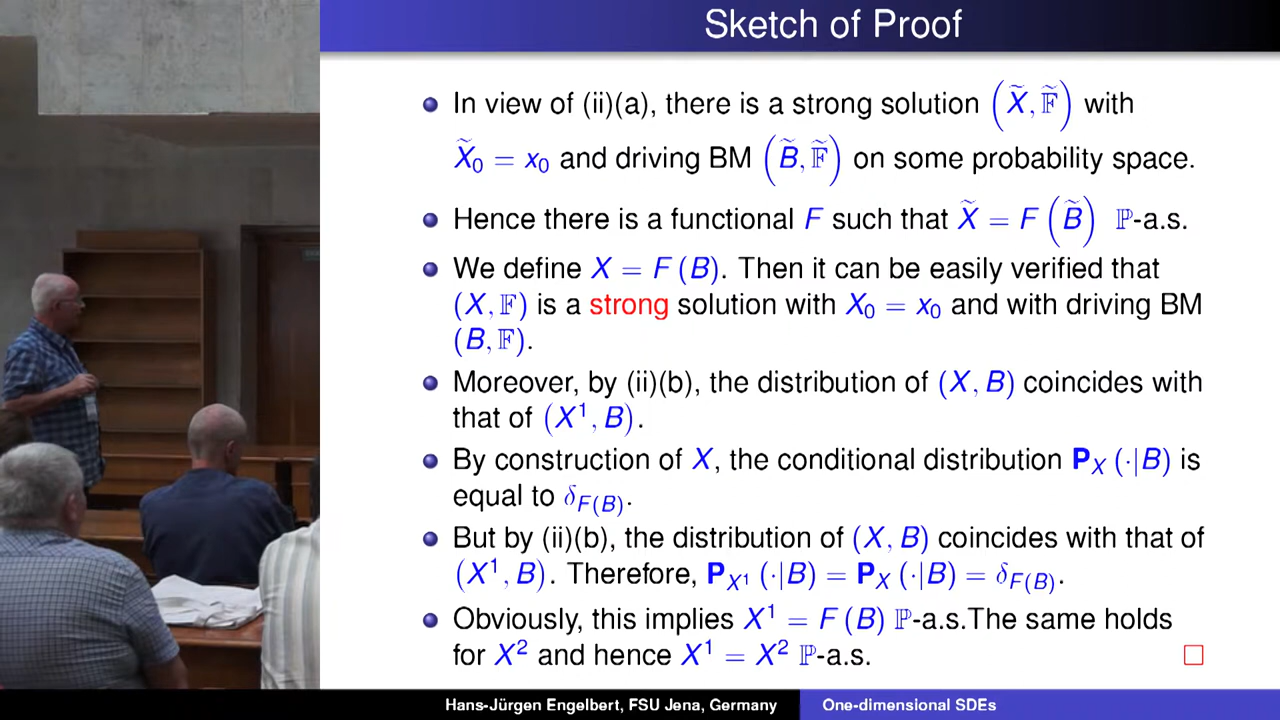 Sketch of Proof
In view of (ii)(a), there is a strong solution (X̃, 𝔽̃) with
X̃₀ = x₀ and driving BM (B̃, 𝔽̃) on some probability space.
Hence there is a functional F such that X̃ = F(B̃) ℙ-a.s.
We define X = F(B). Then it can be easily verified that
(X, 𝔽) is a strong solution with X₀ = x₀ and with driving BM
(B, 𝔽).
Moreover, by (ii)(b), the distribution of (X, B) coincides with
that of (X¹, B).
By construction of X, the conditional distribution P_X(·|B) is
equal to δ_{F(B)}.
But by (ii)(b), the distribution of (X, B) coincides with that of
(X¹, B). Therefore, P_{X¹}(·|B) = P_X(·|B) = δ_{F(B)}.
Obviously, this implies X¹ = F(B) ℙ-a.s.The same holds
for X² and hence X¹ = X² ℙ-a.s.
Hans-Jürgen Engelbert, FSU Jena, Germany
One-dimensional SDEs